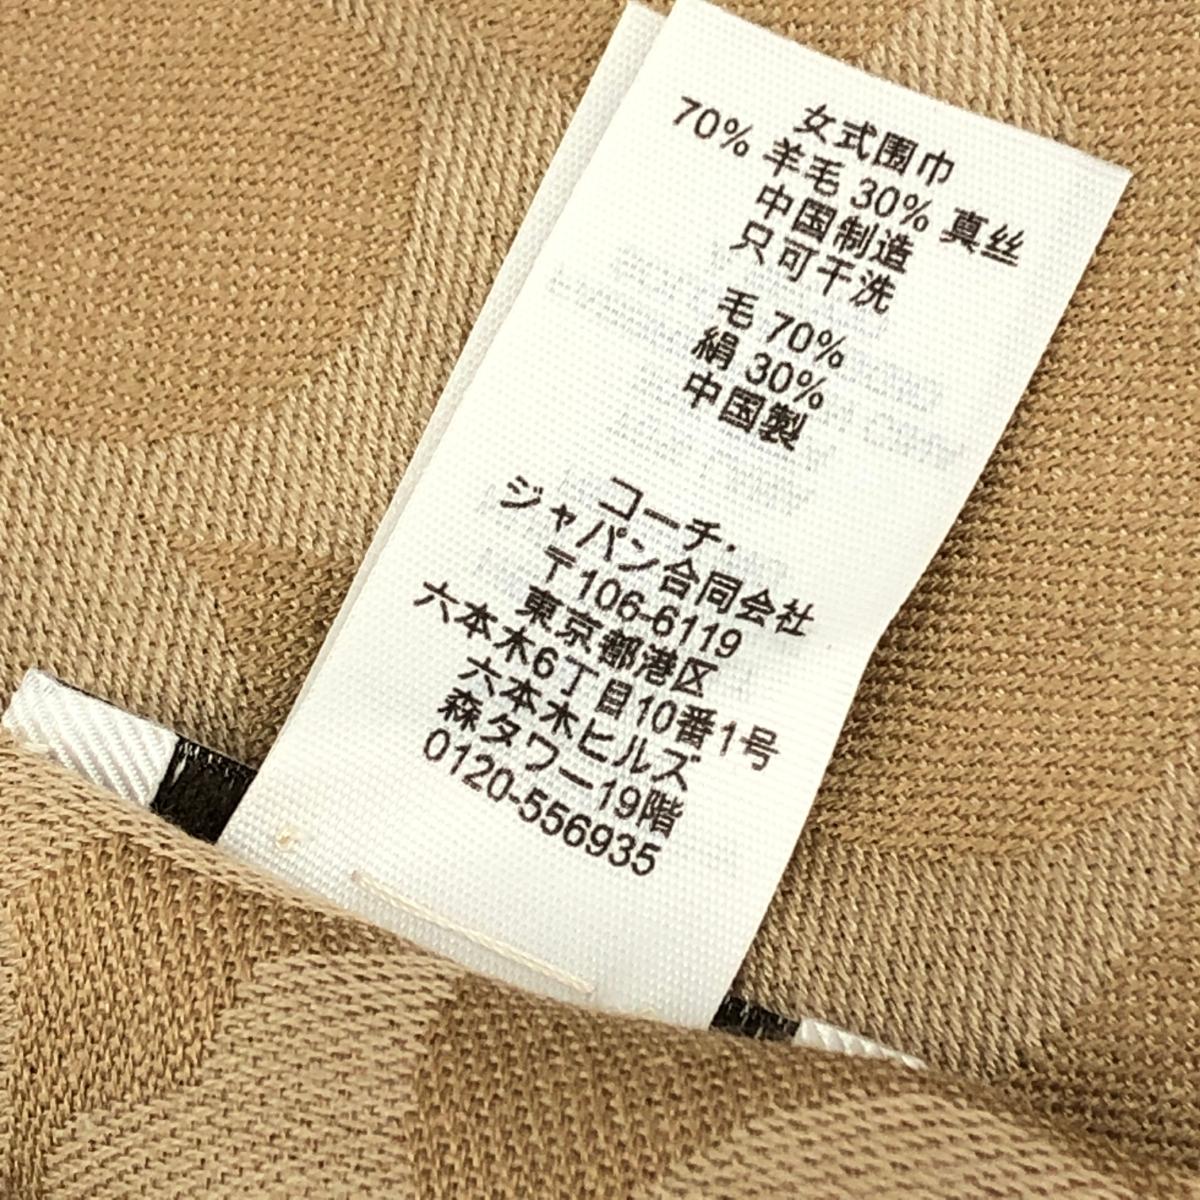 女式围巾
70% 羊毛 30% 真丝
中国制造
只可干洗
毛 70%
絹 30%
中国製
コーチ.
ジャパン合同会社
〒106-6119
東京都港区
六本木6丁目10番1号
六本木ヒルズ
森タワー19階
0120-556935